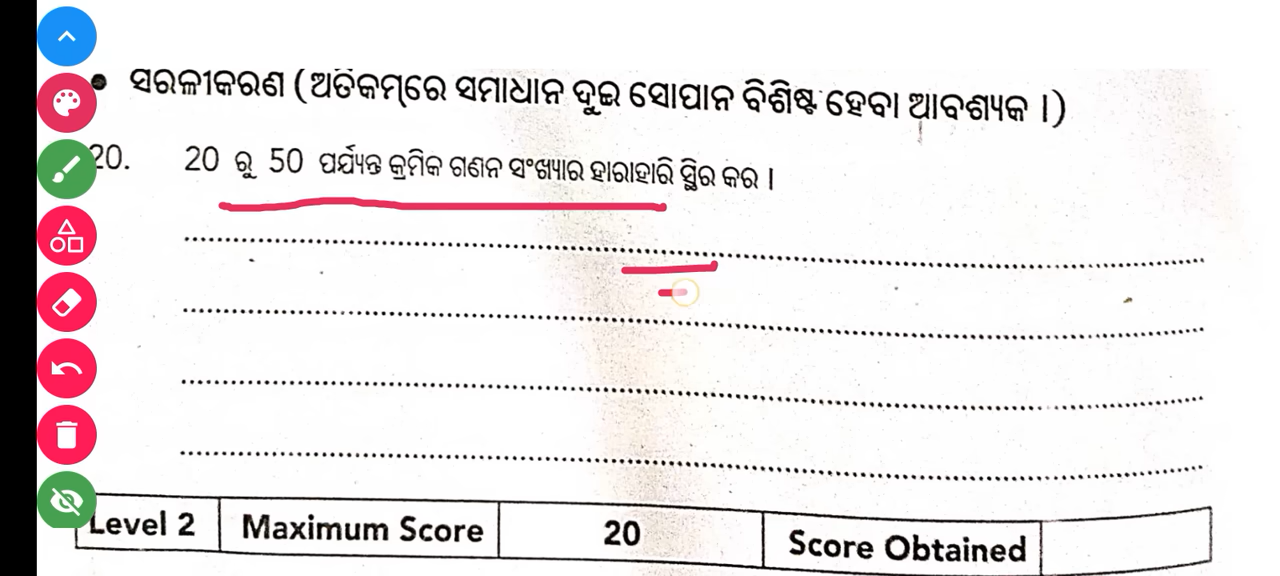 • ସରଳୀକରଣ (ଅତିକମ୍‌ରେ ସମାଧାନ ଦୁଇ ସୋପାନ ବିଶିଷ୍ଟ ହେବା ଆବଶ୍ୟକ ।)
20. 20 ରୁ 50 ପର୍ଯ୍ୟନ୍ତ କ୍ରମିକ ଗଣନ ସଂଖ୍ୟାର ହାରାହାରି ସ୍ଥିର କର ।
Level 2 Maximum Score 20 Score Obtained